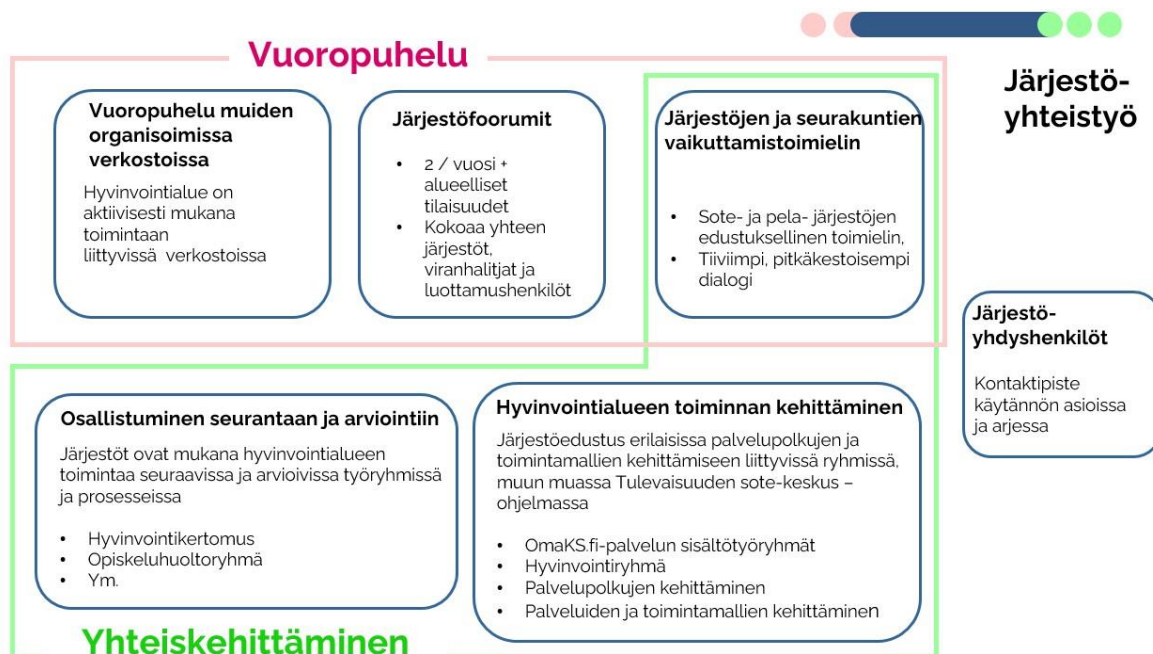 Vuoropuhelu
Järjestö-
yhteistyö
Vuoropuhelu muiden
organisoimissa
verkostoissa
Hyvinvointialue on
aktiivisesti mukana
toimintaan
liittyvissä verkostoissa
Järjestöfoorumit
• 2 / vuosi +
alueelliset
tilaisuudet
• Kokoaa yhteen
järjestöt,
viranhalitjat ja
luottamushenkilöt
Järjestöjen ja seurakuntien
vaikuttamistoimielin
• Sote- ja pela- järjestöjen
edustuksellinen toimielin,
• Tiiviimpi, pitkäkestoisempi
dialogi
Järjestö-
yhdyshenkilöt
Kontaktipiste
käytännön asioissa
ja arjessa
Osallistuminen seurantaan ja arviointiin
Järjestöt ovat mukana hyvinvointialueen
toimintaa seuraavissa ja arvioivissa työryhmissä
ja prosesseissa
• Hyvinvointikertomus
• Opiskeluhuoltoryhmä
• Ym.
Hyvinvointialueen toiminnan kehittäminen
Järjestöedustus erilaisissa palvelupolkujen ja
toimintamallien kehittämiseen liittyvissä ryhmissä,
muun muassa Tulevaisuuden sote-keskus –
ohjelmassa
• OmaKS.fi-palvelun sisältötyöryhmät
• Hyvinvointiryhmä
• Palvelupolkujen kehittäminen
• Palveluiden ja toimintamallien kehittäminen
Yhteiskehittäminen